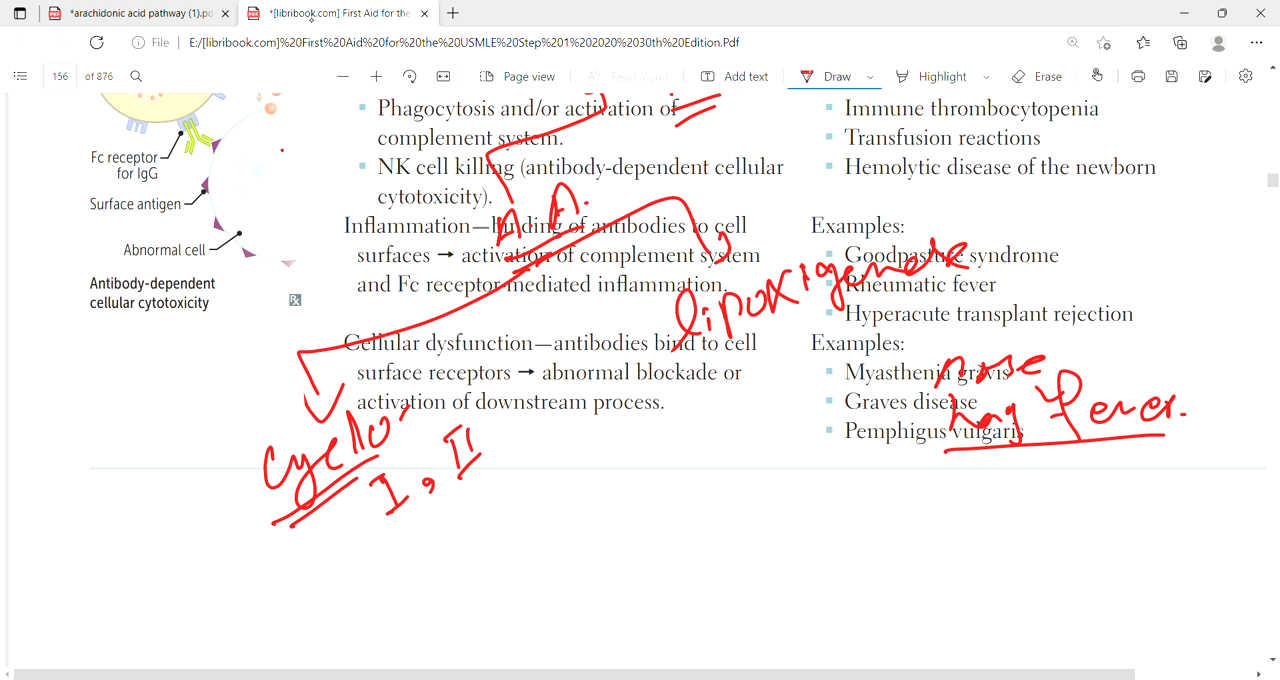 *arachidonic acid pathway (1).pd
*[libribook.com] First Aid for the
File E:/[libribook.com]%20First%20Aid%20for%20the%20USMLE%20Step%201%202020%2030th%20Edition.Pdf
156 of 876 Page view Read aloud Add text Draw Highlight Erase
Fc receptor
for IgG
Surface antigen
Abnormal cell
Antibody-dependent
cellular cytotoxicity
Rx
Phagocytosis and/or activation of
complement system.
NK cell killing (antibody-dependent cellular
cytotoxicity).
Inflammation—binding of antibodies to cell
surfaces → activation of complement system
and Fc receptor–mediated inflammation.
Cellular dysfunction—antibodies bind to cell
surface receptors → abnormal blockade or
activation of downstream process.
Immune thrombocytopenia
Transfusion reactions
Hemolytic disease of the newborn
Examples:
Goodpasture syndrome
Rheumatic fever
Hyperacute transplant rejection
Examples:
Myasthenia gravis
Graves disease
Pemphigus vulgaris
A. A.
lipoxigenase
nose
hay fever.
cyclo
I, II